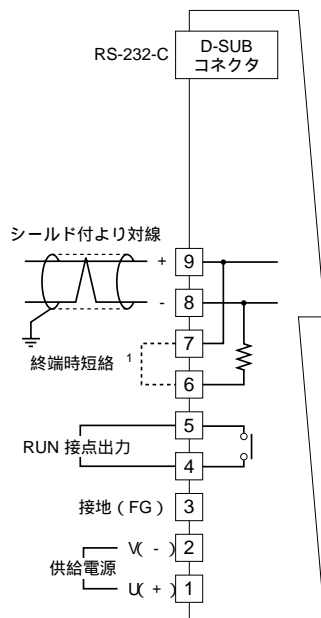 RS-232-C
D-SUB
コネクタ
シールド付より対線
+ 9
- 8
7
終端時短絡 1
6
5
RUN 接点出力
4
接地 ( FG ) 3
V( - ) 2
供給電源
U( + ) 1